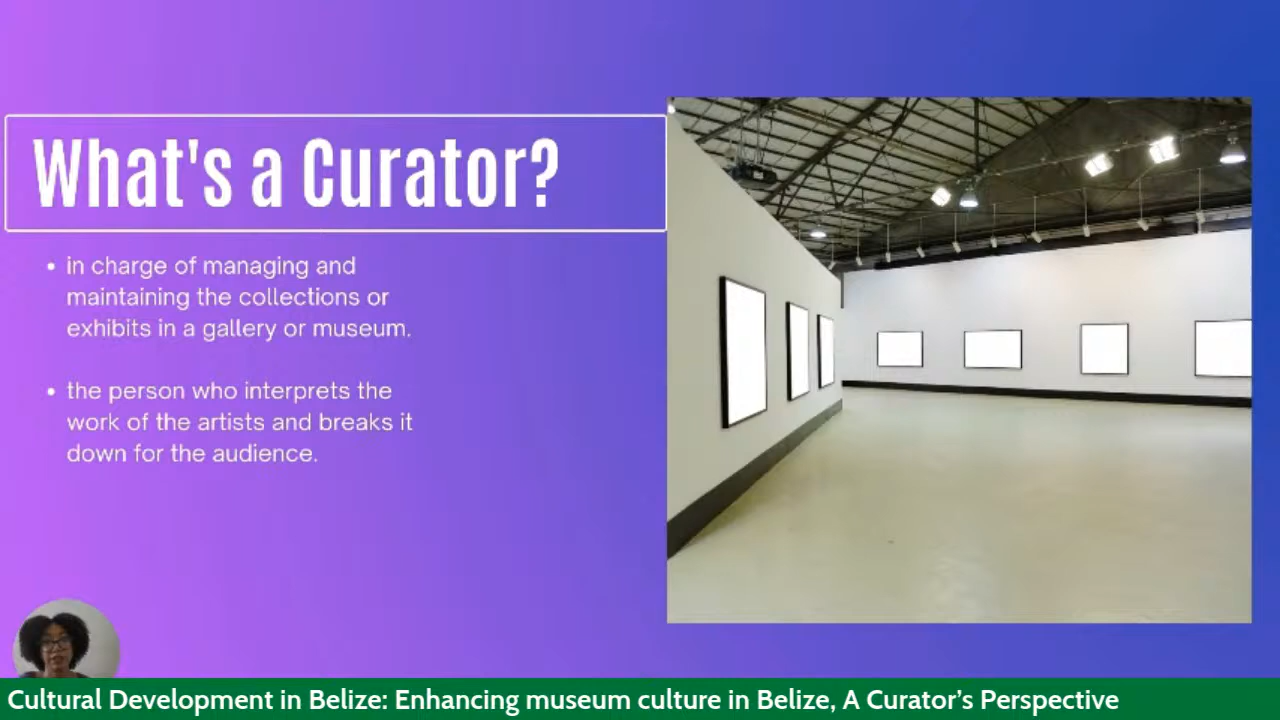 What's a Curator?
• in charge of managing and
maintaining the collections or
exhibits in a gallery or museum.
• the person who interprets the
work of the artists and breaks it
down for the audience.
Cultural Development in Belize: Enhancing museum culture in Belize, A Curator’s Perspective